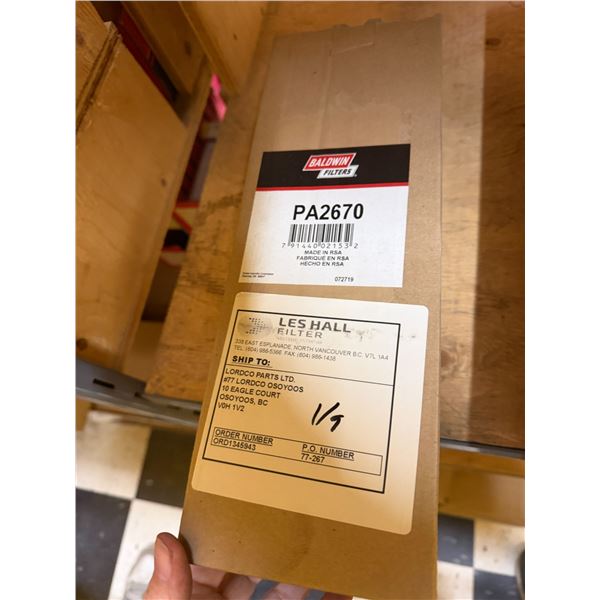 BALDWIN
FILTERS
PA2670
7 91440 02153 2
MADE IN RSA
FABRIQUÉ EN RSA
HECHO EN RSA
072719
LES HALL
FILTER
338 EAST ESPLANADE, NORTH VANCOUVER B.C. V7L 1A4
TEL. (604) 986-5366 FAX: (604) 986-1438
SHIP TO:
LORDCO PARTS LTD.
#77 LORDCO OSOYOOS
10 EAGLE COURT
OSOYOOS, BC
V0H 1V2
1/9
ORDER NUMBER
P.O. NUMBER
ORD1345943
77-267